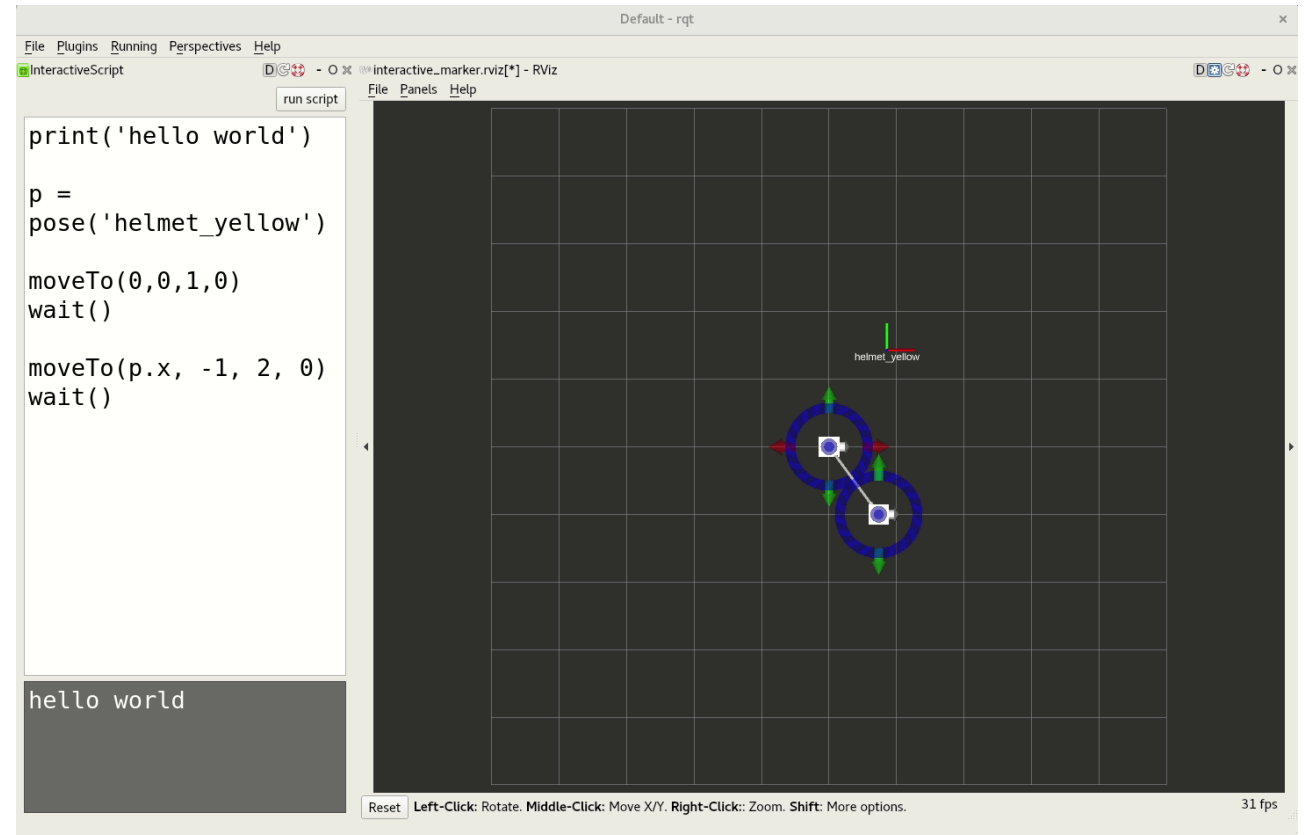 Default - rqt
File Plugins Running Perspectives Help
InteractiveScript
interactive_marker.rviz[*] - RViz
run script
File Panels Help
print('hello world')
p =
pose('helmet_yellow')
moveTo(0,0,1,0)
wait()
moveTo(p.x, -1, 2, 0)
wait()
hello world
helmet_yellow
Reset Left-Click: Rotate. Middle-Click: Move X/Y. Right-Click:: Zoom. Shift: More options.
31 fps